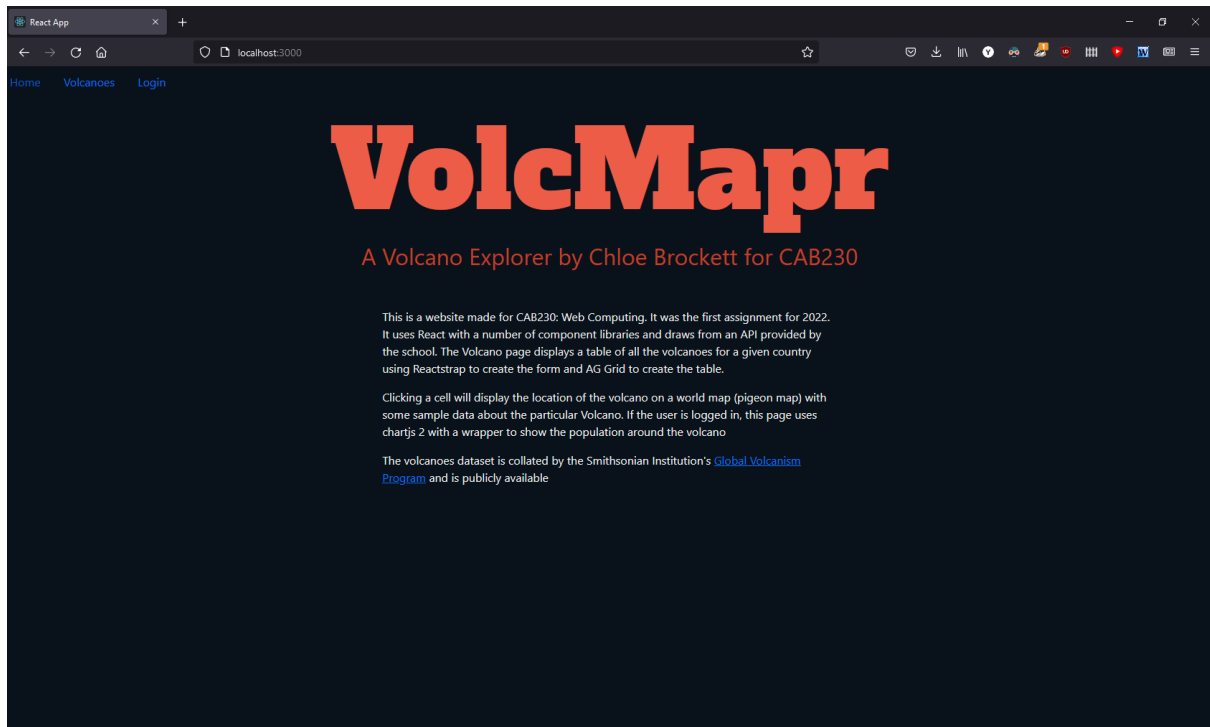 React App
localhost:3000
Home Volcanoes Login
VolcMapr
A Volcano Explorer by Chloe Brockett for CAB230
This is a website made for CAB230: Web Computing. It was the first assignment for 2022.
It uses React with a number of component libraries and draws from an API provided by
the school. The Volcano page displays a table of all the volcanoes for a given country
using Reactstrap to create the form and AG Grid to create the table.
Clicking a cell will display the location of the volcano on a world map (pigeon map) with
some sample data about the particular Volcano. If the user is logged in, this page uses
chartjs 2 with a wrapper to show the population around the volcano
The volcanoes dataset is collated by the Smithsonian Institution's Global Volcanism
Program and is publicly available